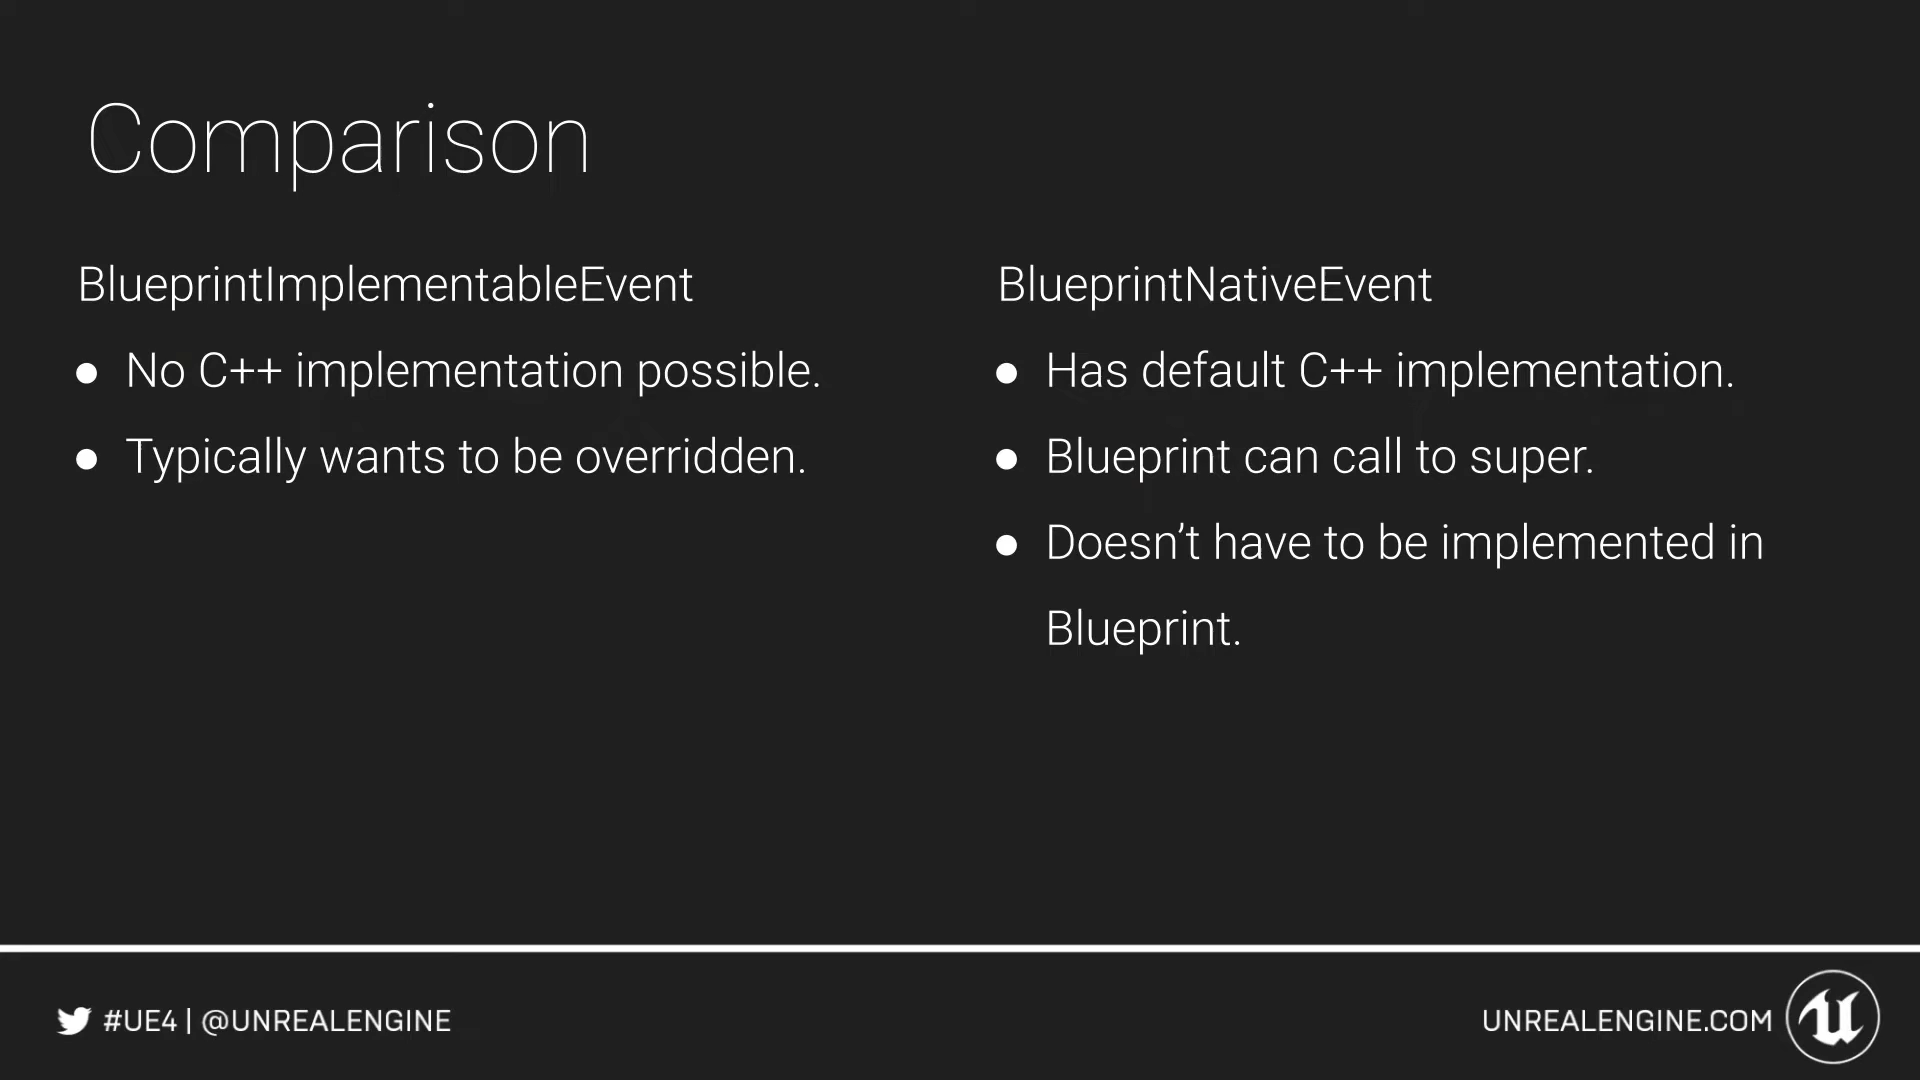 Comparison
BlueprintImplementableEvent
● No C++ implementation possible.
● Typically wants to be overridden.
BlueprintNativeEvent
● Has default C++ implementation.
● Blueprint can call to super.
● Doesn’t have to be implemented in
Blueprint.
#UE4 | @UNREALENGINE
UNREALENGINE.COM